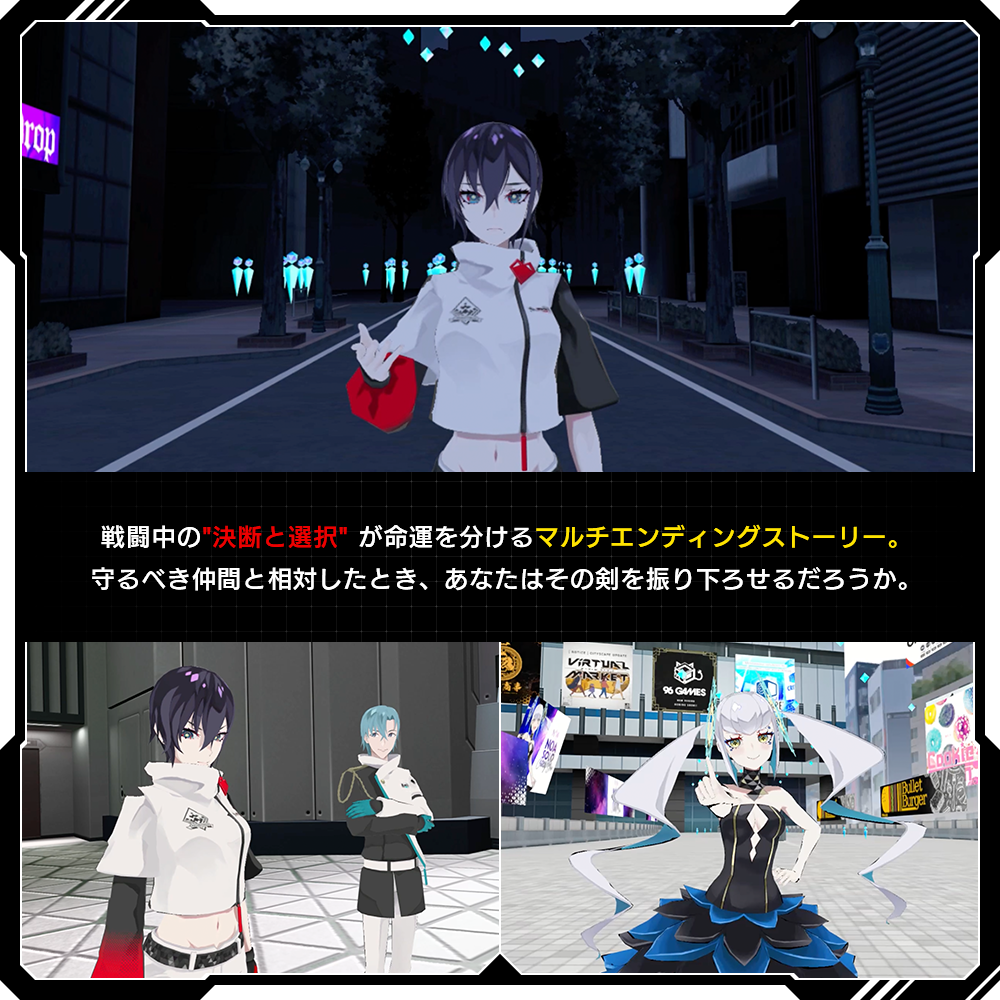 rop
戦闘中の"決断と選択" が命運を分けるマルチエンディングストーリー。
守るべき仲間と相対したとき、あなたはその剣を振り下ろせるだろうか。
VIRTUAL
MARKET
96 GAMES
COOKIE
Bullet
Burger